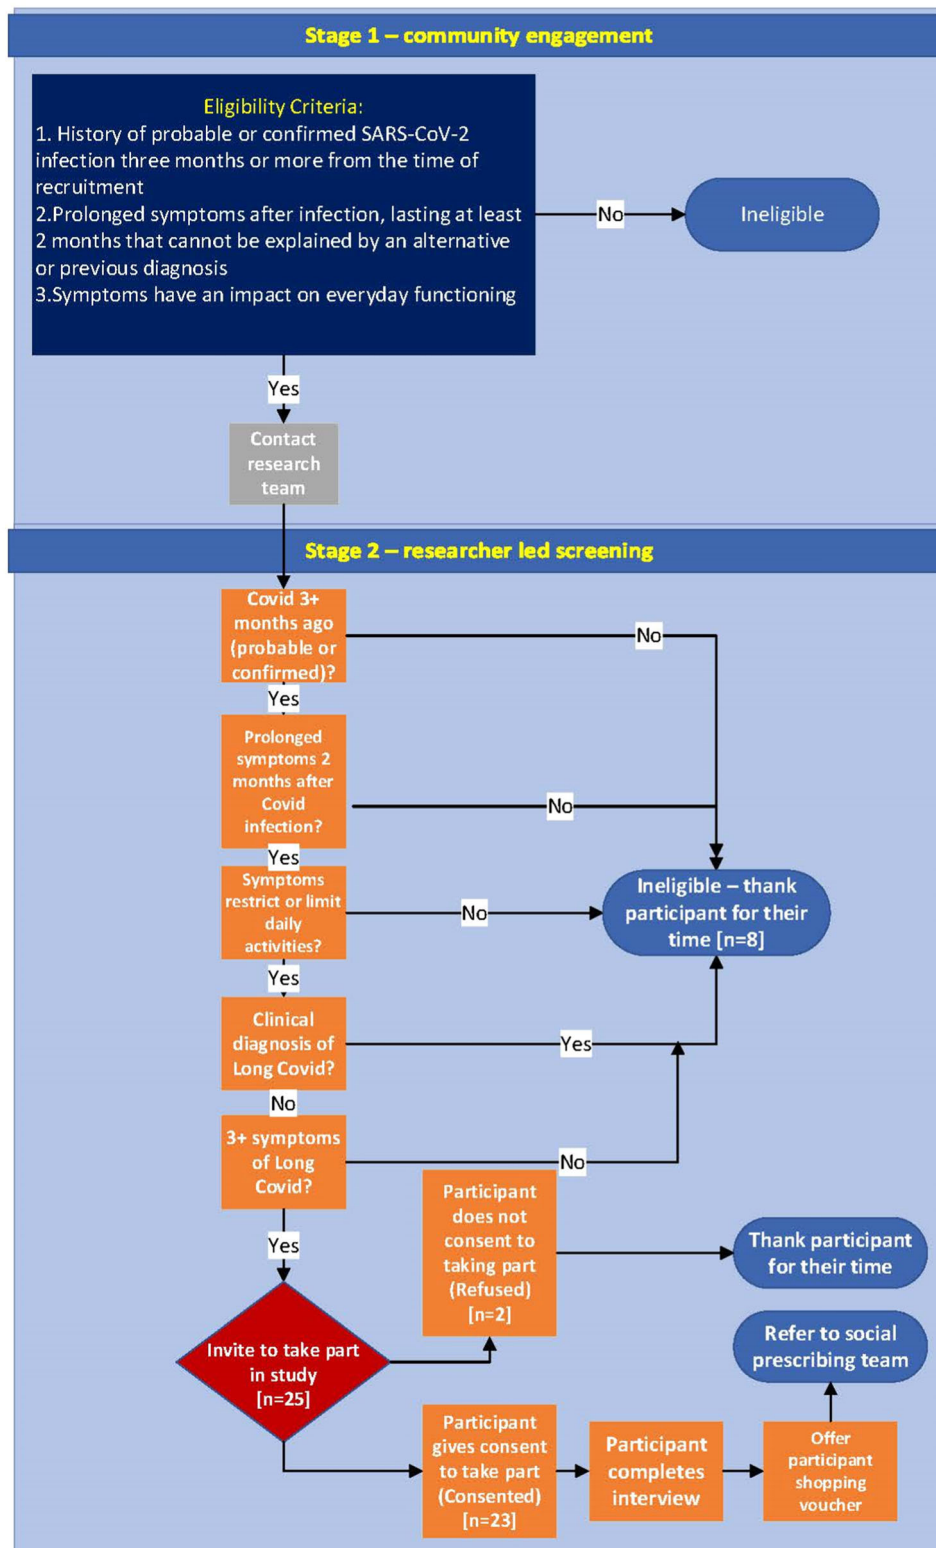 Stage 1 – community engagement
Eligibility Criteria:
1. History of probable or confirmed SARS-CoV-2
infection three months or more from the time of
recruitment
2.Prolonged symptoms after infection, lasting at least
2 months that cannot be explained by an alternative
or previous diagnosis
3.Symptoms have an impact on everyday functioning
No
Ineligible
Yes
Contact
research
team
Stage 2 – researcher led screening
Covid 3+
months ago
(probable or
confirmed)?
No
Yes
Prolonged
symptoms 2
months after
Covid
infection?
No
Yes
Symptoms
restrict or limit
daily
activities?
No
Ineligible – thank
participant for their
time [n=8]
Yes
Clinical
diagnosis of
Long Covid?
Yes
No
3+ symptoms
of Long
Covid?
No
Yes
Participant
does not
consent to
taking part
(Refused)
[n=2]
Thank participant
for their time
Invite to take part
in study
[n=25]
Refer to social
prescribing team
Participant
gives consent
to take part
(Consented)
[n=23]
Participant
completes
interview
Offer
participant
shopping
voucher